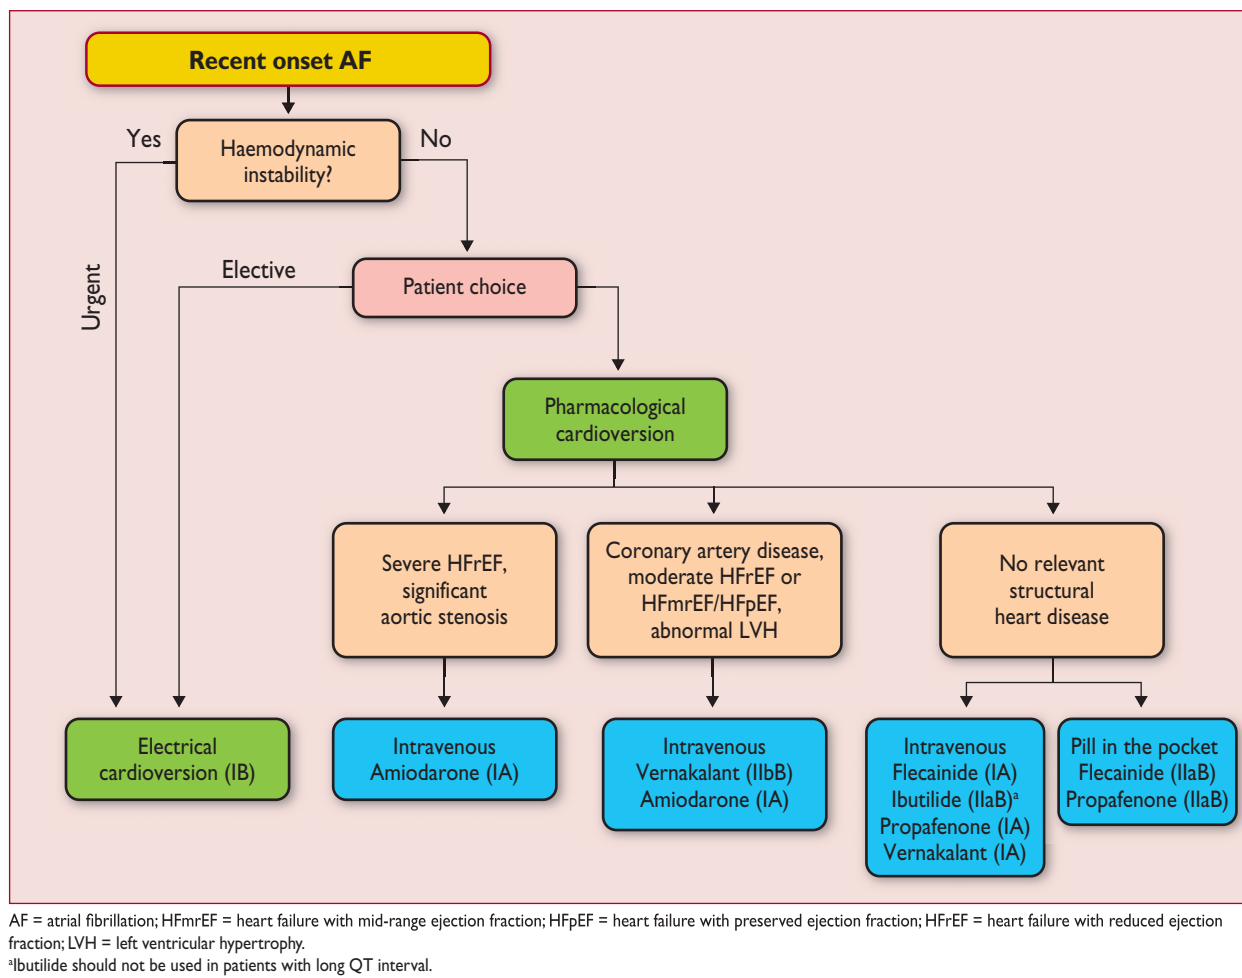 Recent onset AF
Yes
No
Haemodynamic
instability?
Urgent
Elective
Patient choice
Pharmacological
cardioversion
Severe HFrEF,
significant
aortic stenosis
Coronary artery disease,
moderate HFrEF or
HFmrEF/HFpEF,
abnormal LVH
No relevant
structural
heart disease
Electrical
cardioversion (IB)
Intravenous
Amiodarone (IA)
Intravenous
Vernakalant (IIbB)
Amiodarone (IA)
Intravenous
Flecainide (IA)
Ibutilide (IIaB)ᵃ
Propafenone (IA)
Vernakalant (IA)
Pill in the pocket
Flecainide (IIaB)
Propafenone (IIaB)
AF = atrial fibrillation; HFmrEF = heart failure with mid-range ejection fraction; HFpEF = heart failure with preserved ejection fraction; HFrEF = heart failure with reduced ejection
fraction; LVH = left ventricular hypertrophy.
ᵃIbutilide should not be used in patients with long QT interval.